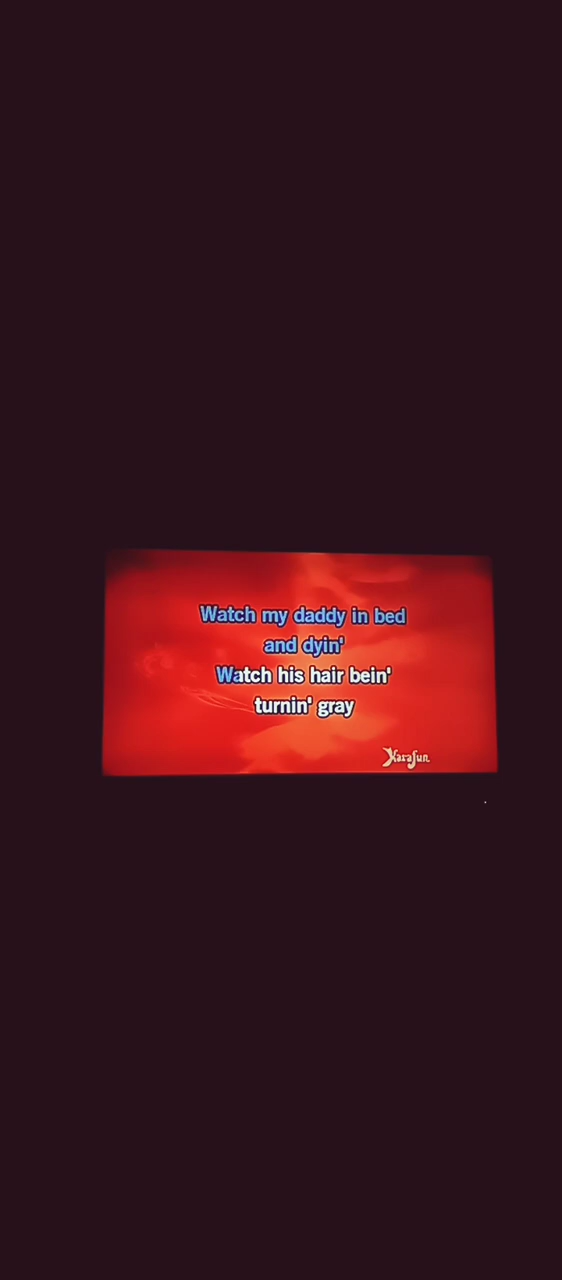 Watch my daddy in bed
and dyin'
Watch his hair bein'
turnin' gray
KaraFun